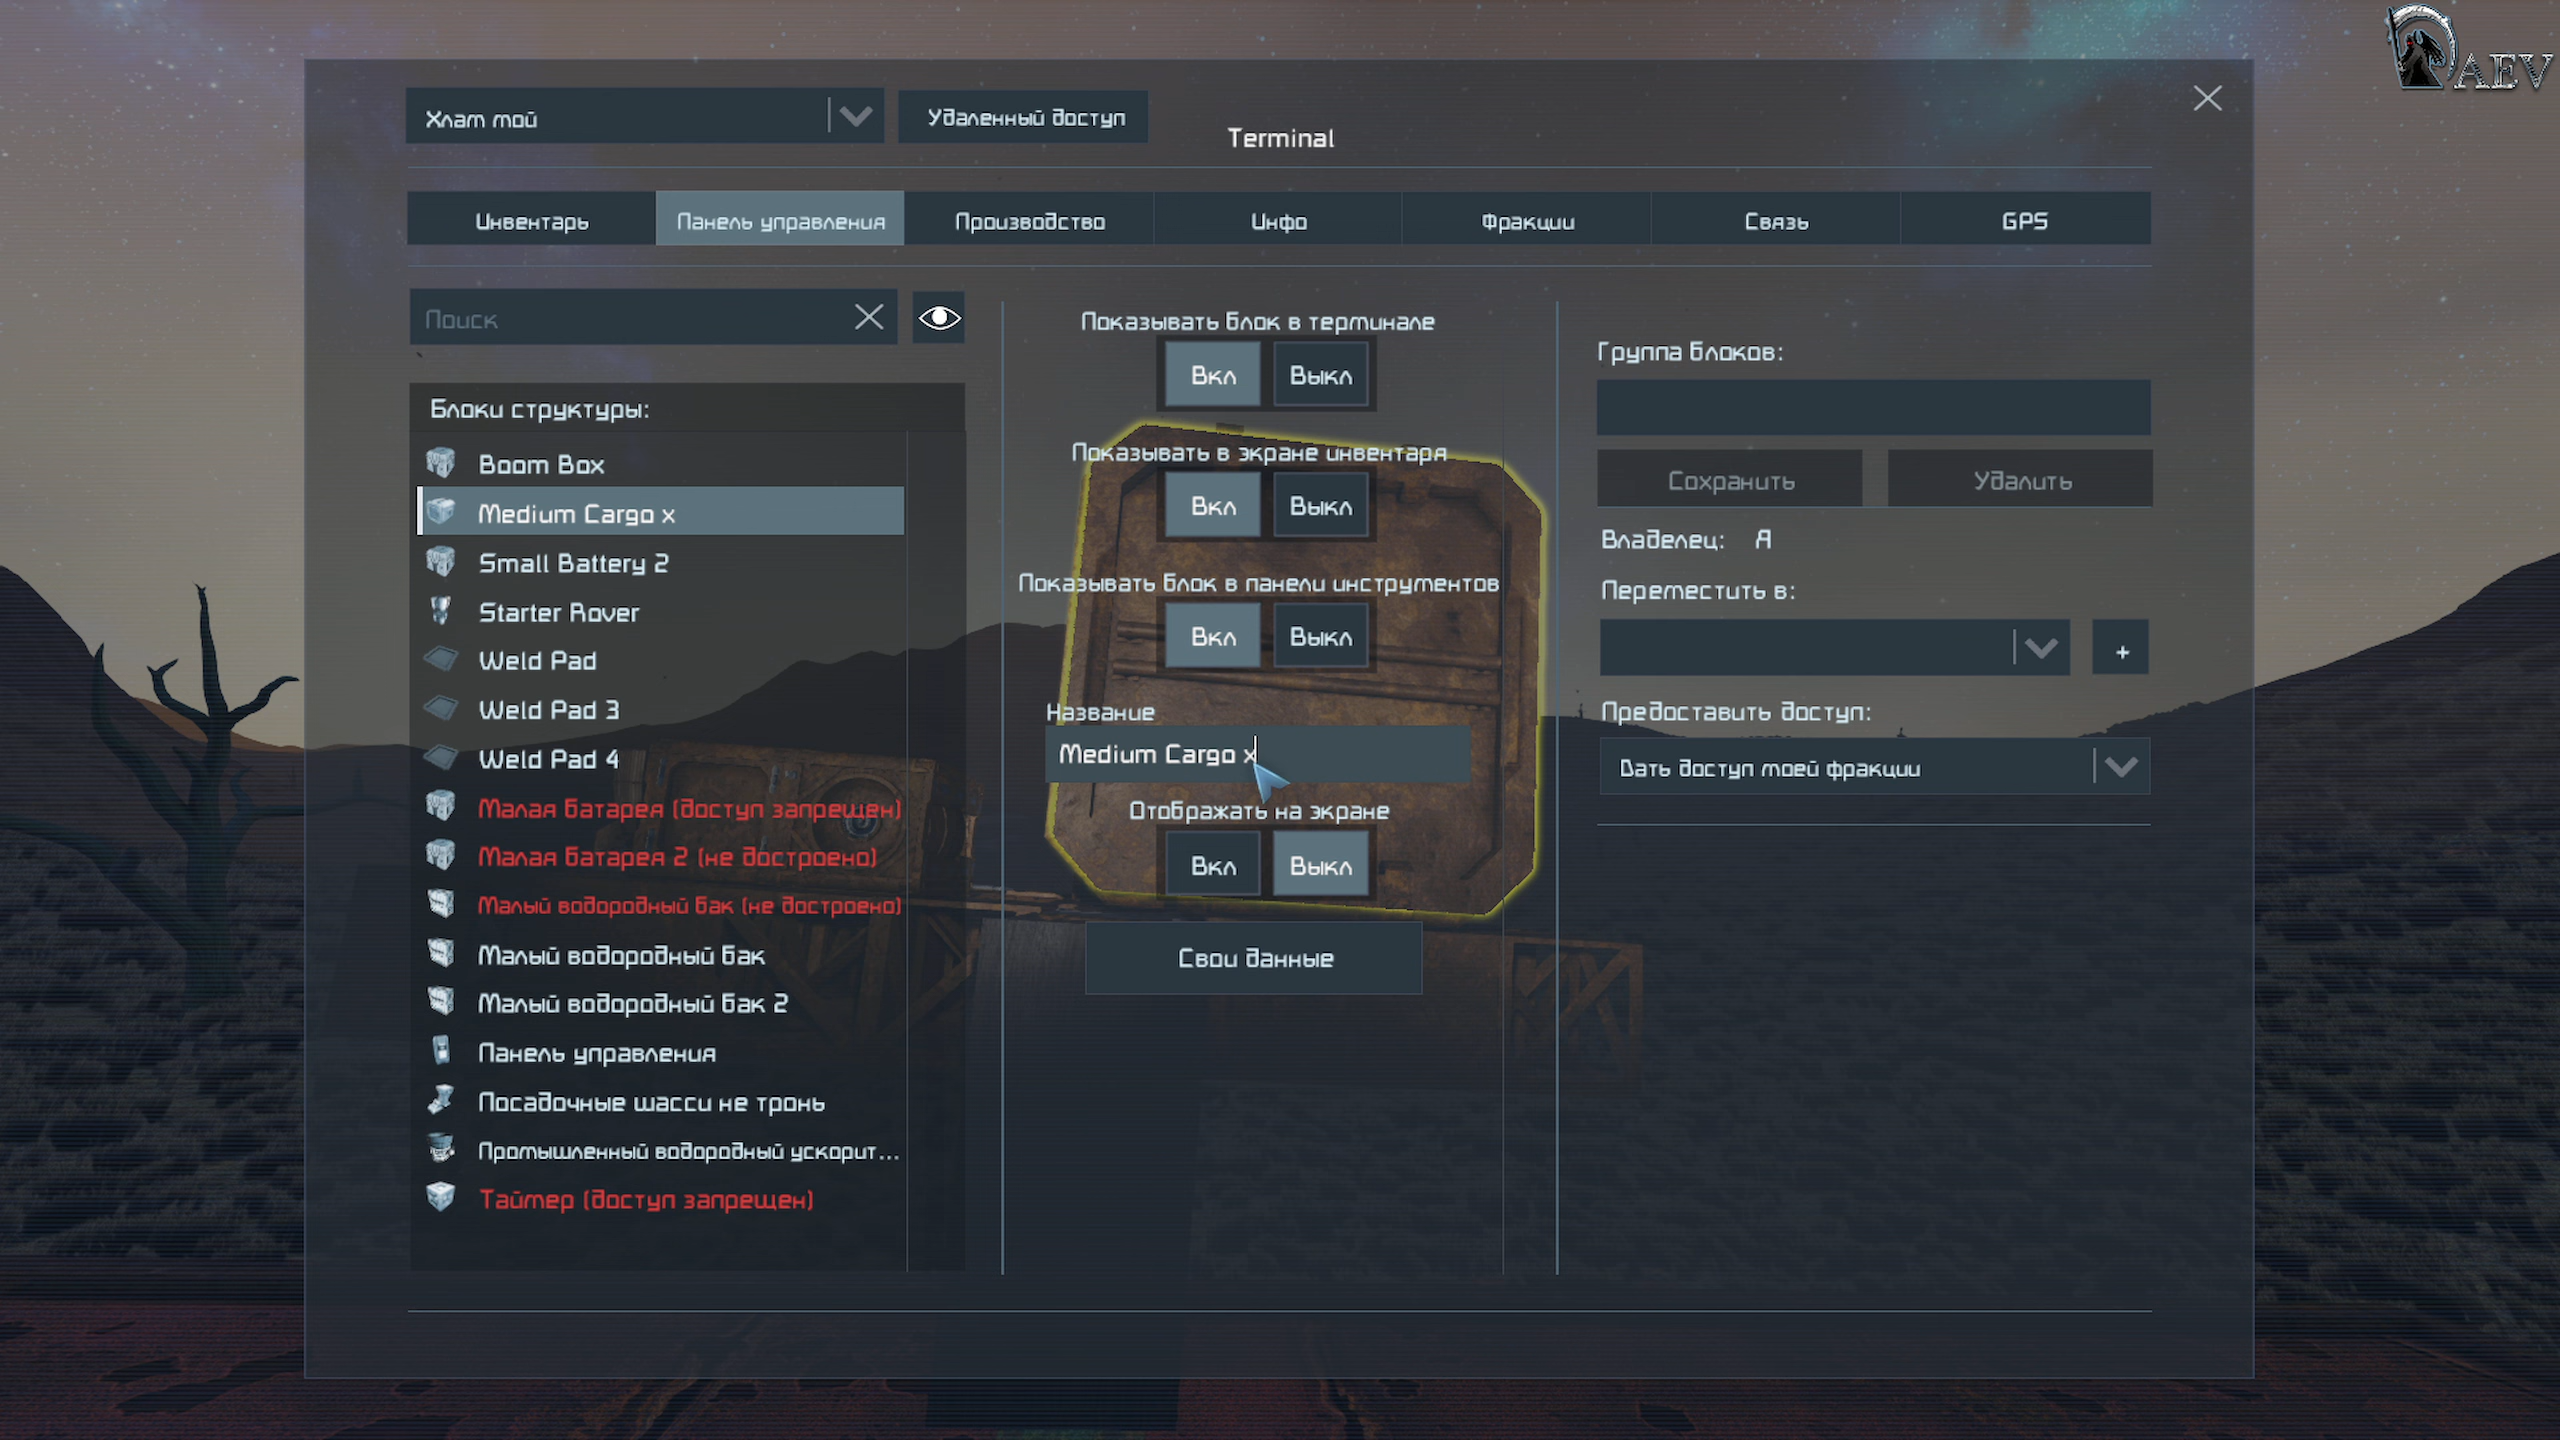 AEV
Хлам мой
Удаленный доступ
Terminal
Инвентарь
Панель управления
Производство
Инфо
Фракции
Связь
GPS
Поиск
Блоки структуры:
Boom Box
Medium Cargo x
Small Battery 2
Starter Rover
Weld Pad
Weld Pad 3
Weld Pad 4
Малая батарея (доступ запрещен)
Малая батарея 2 (не достроено)
Малый водородный бак (не достроено)
Малый водородный бак
Малый водородный бак 2
Панель управления
Посадочные шасси не тронь
Промышленный водородный ускорит...
Таймер (доступ запрещен)
Показывать блок в терминале
Вкл Выкл
Показывать в экране инвентаря
Вкл Выкл
Показывать блок в панели инструментов
Вкл Выкл
Название
Medium Cargo x
Отображать на экране
Вкл Выкл
Свои данные
Группа блоков:
Сохранить
Удалить
Владелец: A
Переместить в:
+
Предоставить доступ:
Дать доступ моей фракции